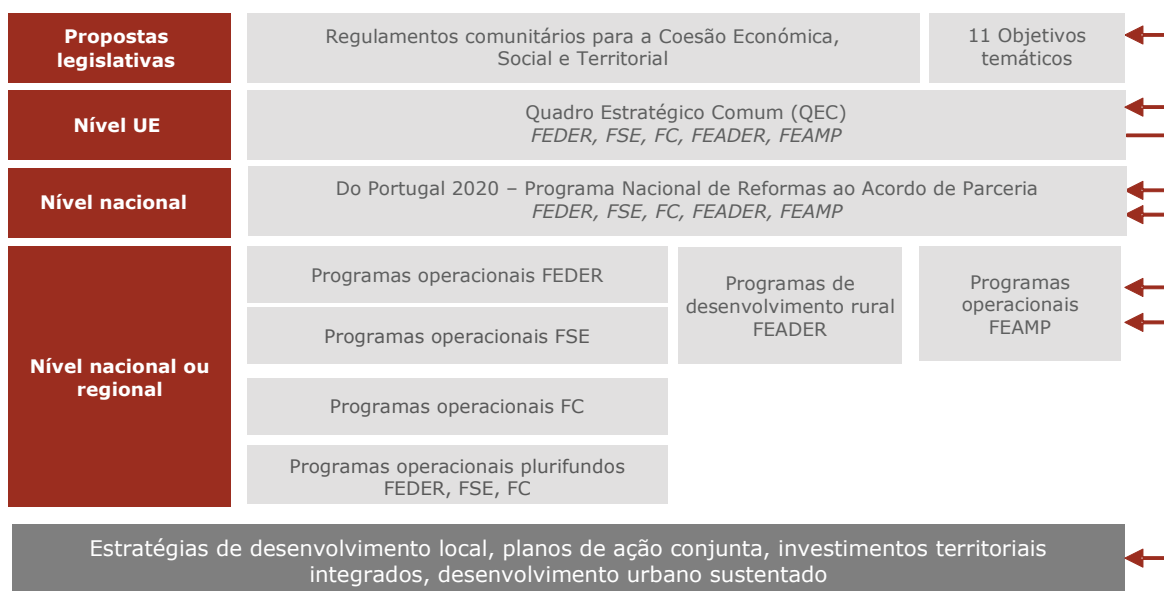 Propostas
legislativas
Regulamentos comunitários para a Coesão Económica,
Social e Territorial
11 Objetivos
temáticos
Nível UE
Quadro Estratégico Comum (QEC)
FEDER, FSE, FC, FEADER, FEAMP
Nível nacional
Do Portugal 2020 – Programa Nacional de Reformas ao Acordo de Parceria
FEDER, FSE, FC, FEADER, FEAMP
Nível nacional ou
regional
Programas operacionais FEDER
Programas operacionais FSE
Programas operacionais FC
Programas operacionais plurifundos
FEDER, FSE, FC
Programas de
desenvolvimento rural
FEADER
Programas
operacionais
FEAMP
Estratégias de desenvolvimento local, planos de ação conjunta, investimentos territoriais
integrados, desenvolvimento urbano sustentado